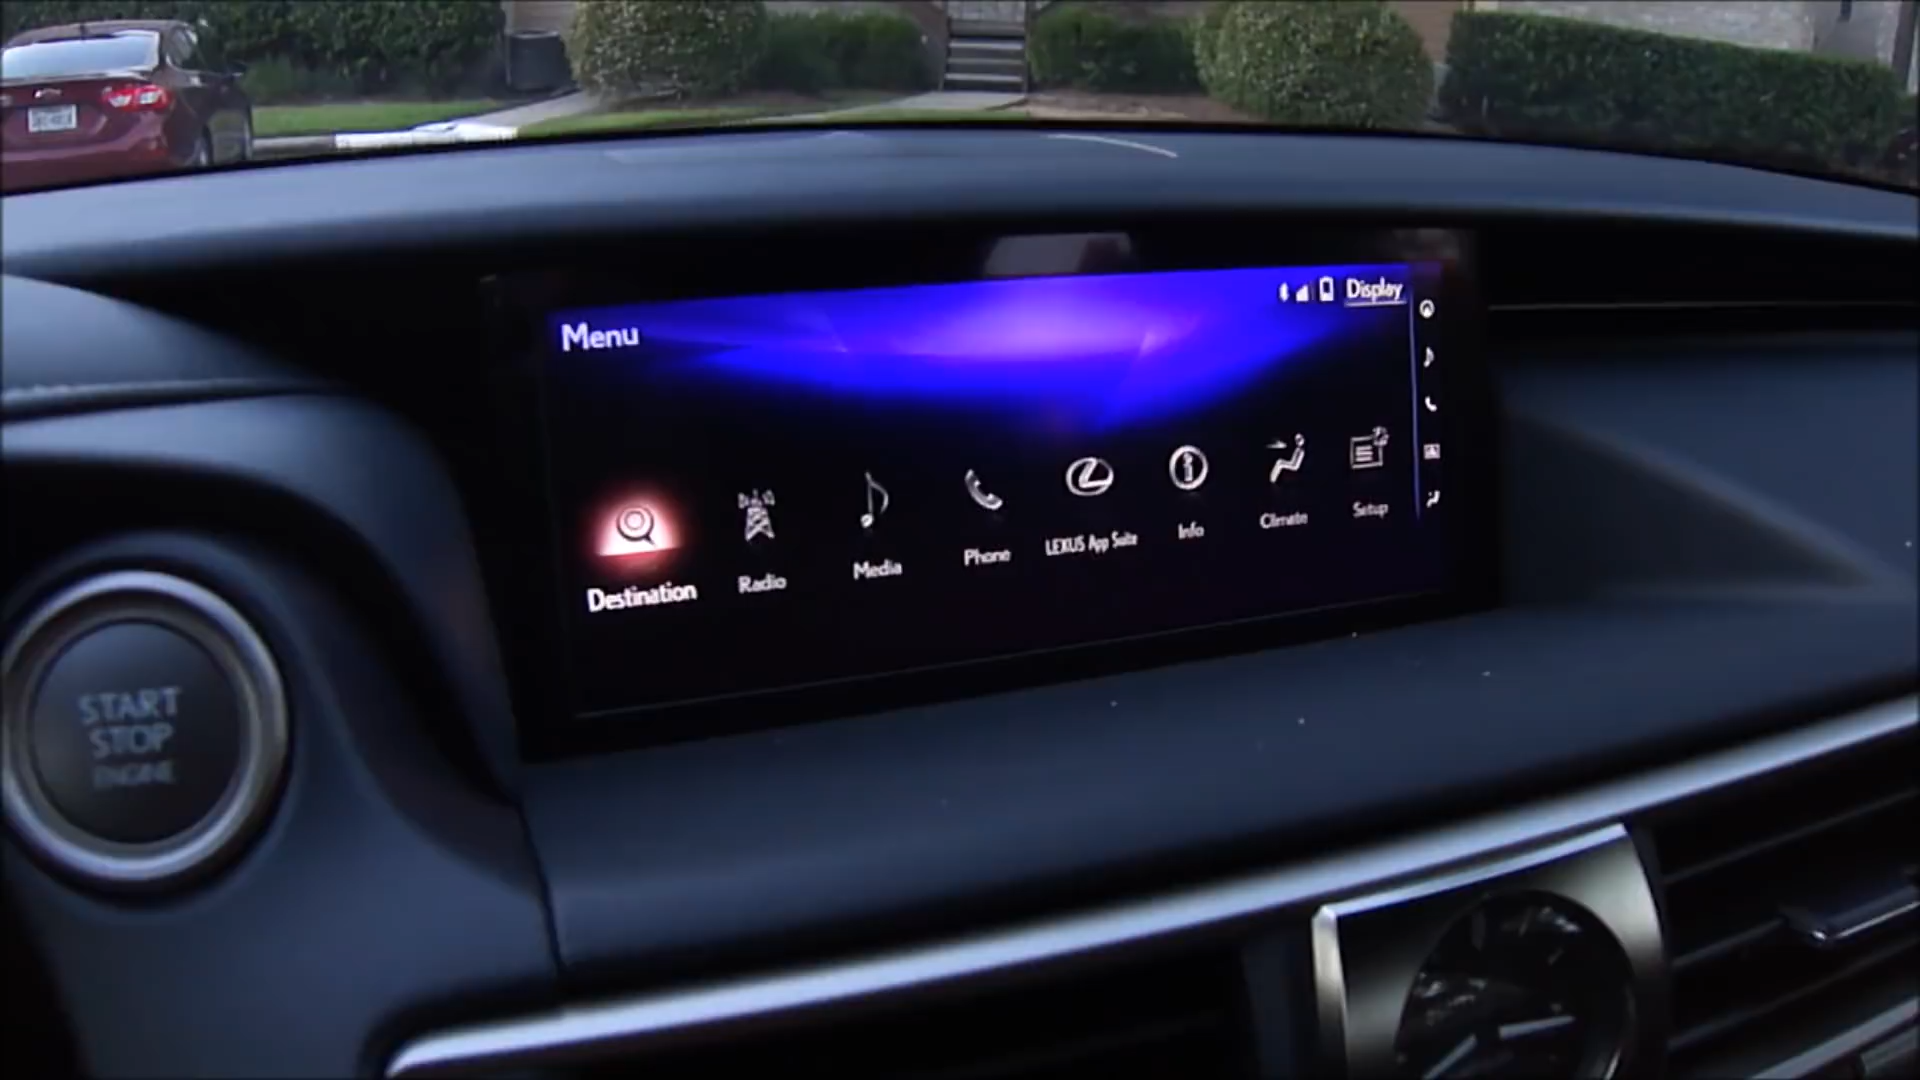 Display
Menu
Destination
Radio
Media
Phone
LEXUS App Suite
Info
Climate
Setup
START
STOP
ENGINE